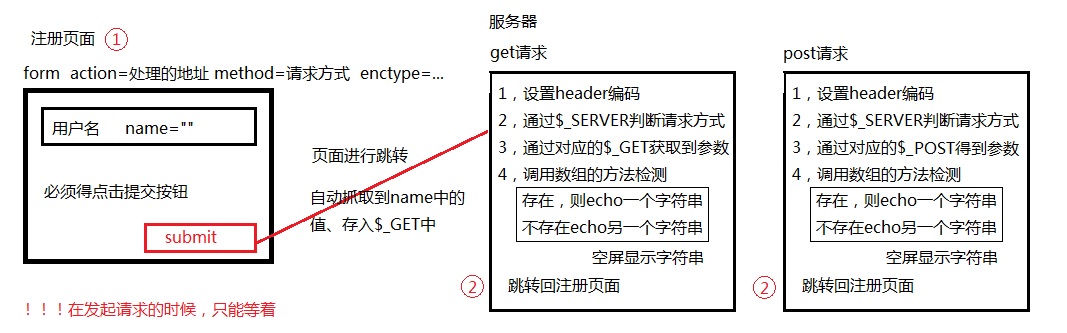 注册页面 ①
form action=处理的地址 method=请求方式 enctype=...
用户名 name=""
必须得点击提交按钮
submit
！！！在发起请求的时候，只能等着
页面进行跳转
自动抓取到name中的
值、存入$_GET中
服务器
get请求
1，设置header编码
2，通过$_SERVER判断请求方式
3，通过对应的$_GET获取到参数
4，调用数组的方法检测
存在，则echo一个字符串
不存在echo另一个字符串
空屏显示字符串
② 跳转回注册页面
post请求
1，设置header编码
2，通过$_SERVER判断请求方式
3，通过对应的$_POST得到参数
4，调用数组的方法检测
存在，则echo一个字符串
不存在echo另一个字符串
空屏显示字符串
② 跳转回注册页面